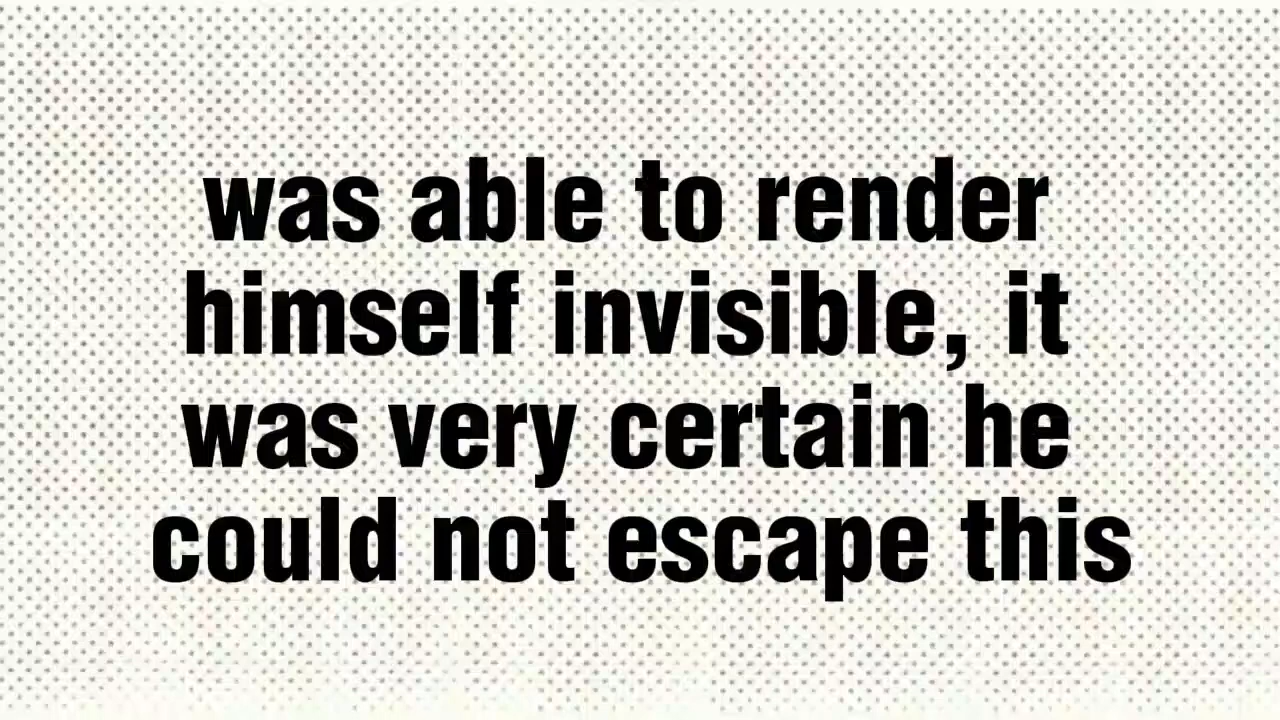 was able to render
himself invisible, it
was very certain he
could not escape this